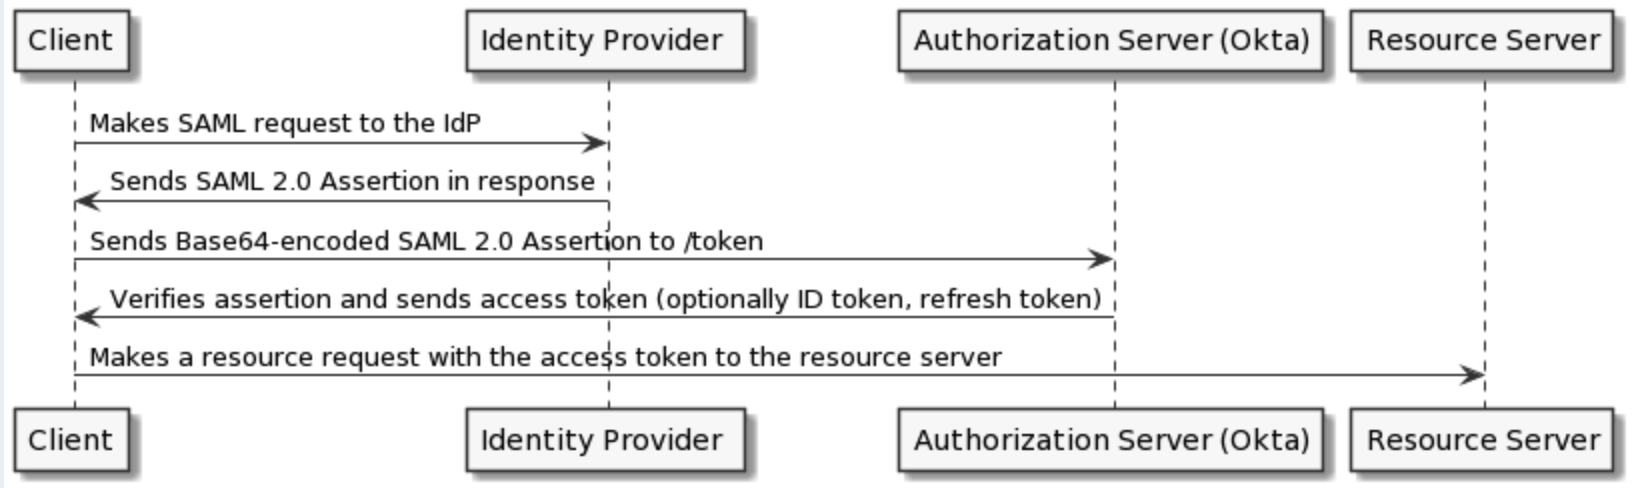 Client
Identity Provider
Authorization Server (Okta)
Resource Server
Makes SAML request to the IdP
Sends SAML 2.0 Assertion in response
Sends Base64-encoded SAML 2.0 Assertion to /token
Verifies assertion and sends access token (optionally ID token, refresh token)
Makes a resource request with the access token to the resource server
Client
Identity Provider
Authorization Server (Okta)
Resource Server